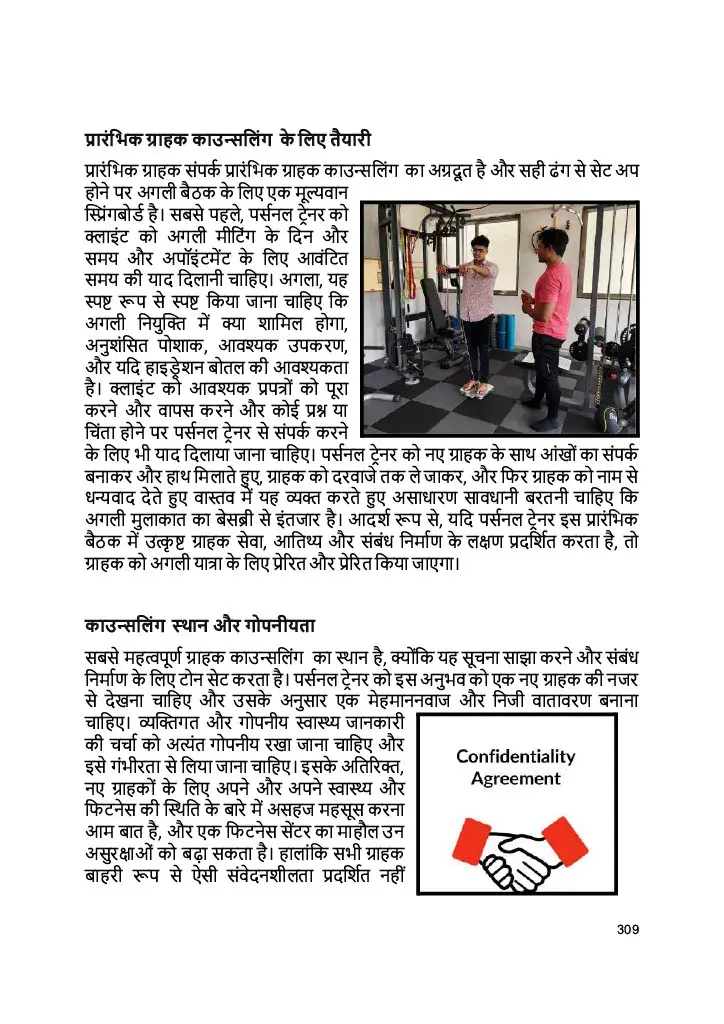 प्रारंभिक ग्राहक काउन्सलिंग के लिए तैयारी
प्रारंभिक ग्राहक संपर्क प्रारंभिक ग्राहक काउन्सलिंग का अग्रदूत है और सही ढंग से सेट अप
होने पर अगली बैठक के लिए एक मूल्यवान
स्प्रिंगबोर्ड है। सबसे पहले, पर्सनल ट्रेनर को
क्लाइंट को अगली मीटिंग के दिन और
समय और अपॉइंटमेंट के लिए आवंटित
समय की याद दिलानी चाहिए। अगला, यह
स्पष्ट रूप से स्पष्ट किया जाना चाहिए कि
अगली नियुक्ति में क्या शामिल होगा,
अनुशंसित पोशाक, आवश्यक उपकरण,
और यदि हाइड्रेशन बोतल की आवश्यकता
है। क्लाइंट को आवश्यक प्रपत्रों को पूरा
करने और वापस करने और कोई प्रश्न या
चिंता होने पर पर्सनल ट्रेनर से संपर्क करने
के लिए भी याद दिलाया जाना चाहिए। पर्सनल ट्रेनर को नए ग्राहक के साथ आंखों का संपर्क
बनाकर और हाथ मिलाते हुए, ग्राहक को दरवाजे तक ले जाकर, और फिर ग्राहक को नाम से
धन्यवाद देते हुए वास्तव में यह व्यक्त करते हुए असाधारण सावधानी बरतनी चाहिए कि
अगली मुलाकात का बेसब्री से इंतजार है। आदर्श रूप से, यदि पर्सनल ट्रेनर इस प्रारंभिक
बैठक में उत्कृष्ट ग्राहक सेवा, आतिथ्य और संबंध निर्माण के लक्षण प्रदर्शित करता है, तो
ग्राहक को अगली यात्रा के लिए प्रेरित और प्रेरित किया जाएगा।
काउन्सलिंग स्थान और गोपनीयता
सबसे महत्वपूर्ण ग्राहक काउन्सलिंग का स्थान है, क्योंकि यह सूचना साझा करने और संबंध
निर्माण के लिए टोन सेट करता है। पर्सनल ट्रेनर को इस अनुभव को एक नए ग्राहक की नजर
से देखना चाहिए और उसके अनुसार एक मेहमाननवाज और निजी वातावरण बनाना
चाहिए। व्यक्तिगत और गोपनीय स्वास्थ्य जानकारी
की चर्चा को अत्यंत गोपनीय रखा जाना चाहिए और
इसे गंभीरता से लिया जाना चाहिए। इसके अतिरिक्त,
नए ग्राहकों के लिए अपने और अपने स्वास्थ्य और
फिटनेस की स्थिति के बारे में असहज महसूस करना
आम बात है, और एक फिटनेस सेंटर का माहौल उन
असुरक्षाओं को बढ़ा सकता है। हालांकि सभी ग्राहक
बाहरी रूप से ऐसी संवेदनशीलता प्रदर्शित नहीं
Confidentiality
Agreement
309